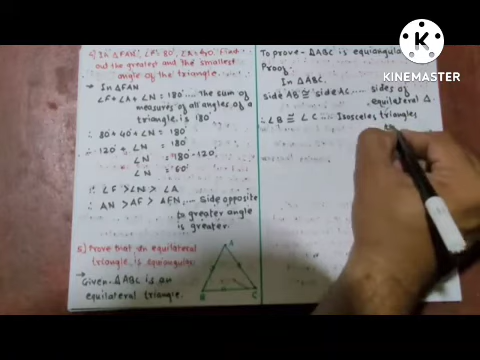 4) In ΔFAN, ∠F=80°, ∠A=40°. Find
out the greatest and the smallest
angle of the triangle.
→ In ΔFAN
∠F+∠A+∠N = 180°.... The sum of
measures of all angles of a
triangle is 180°
∴ 80+40+∠N = 180°
∴ 120 + ∠N = 180°
∠N = 180-120
∠N = 60°
∴ ∠F > ∠N > ∠A
∴ AN > AF > AFN.... side opposite
to greater angle
is greater.
5) Prove that an equilateral
triangle is equiangular
→ Given- ΔABC is an
equilateral triangle.
A
B
C
To prove- ΔABC is equiangular
Proof.
In ΔABC,
side AB ≅ side AC.... sides of
equilateral Δ.
∴ ∠B ≅ ∠C .... Isosceles triangles
KINEMASTER